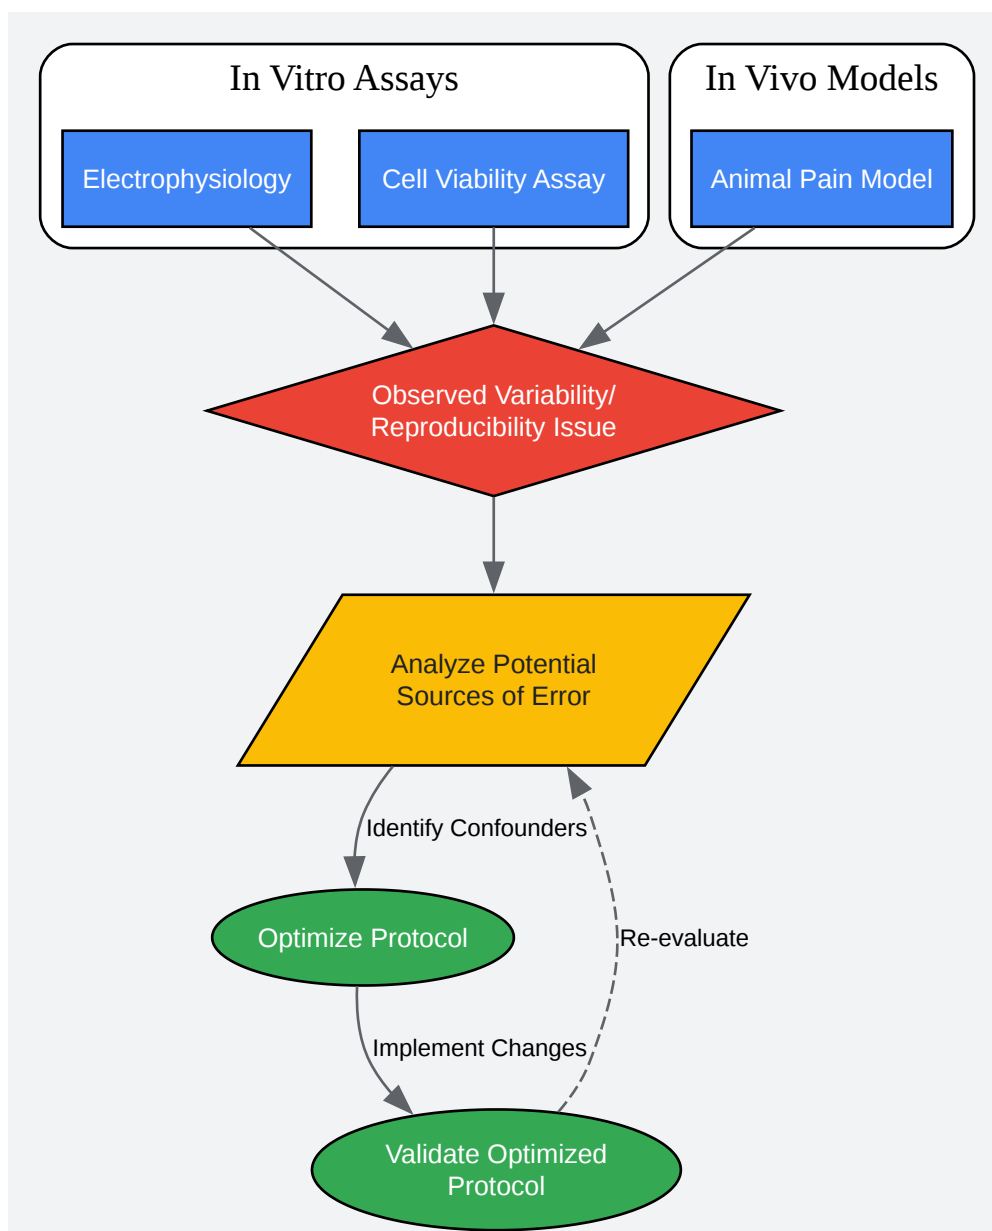 In Vitro Assays
In Vivo Models
Electrophysiology
Cell Viability Assay
Animal Pain Model
Observed Variability/
Reproducibility Issue
Analyze Potential
Sources of Error
Identify Confounders
Optimize Protocol
Re-evaluate
Implement Changes
Validate Optimized
Protocol